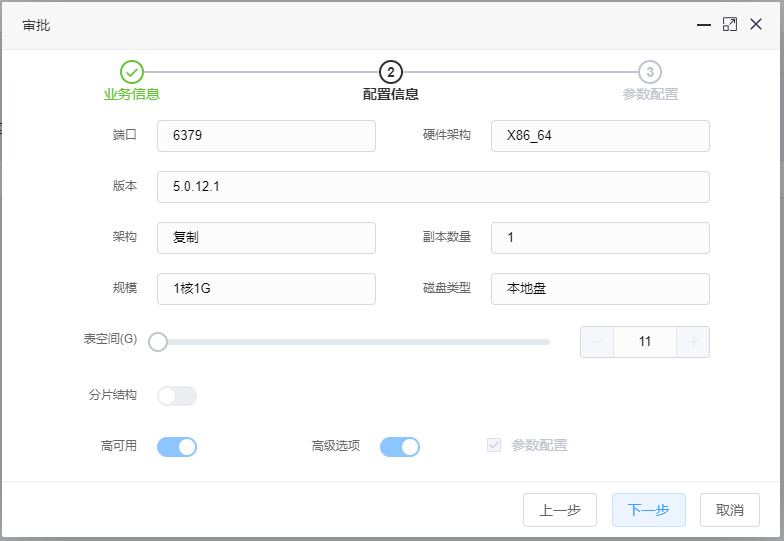 审批
2
3
业务信息
配置信息
参数配置
端口 6379 硬件架构 X86_64
版本 5.0.12.1
架构 复制 副本数量 1
规模 1核1G 磁盘类型 本地盘
表空间(G) 11
分片结构
高可用 高级选项 参数配置
上一步 下一步 取消